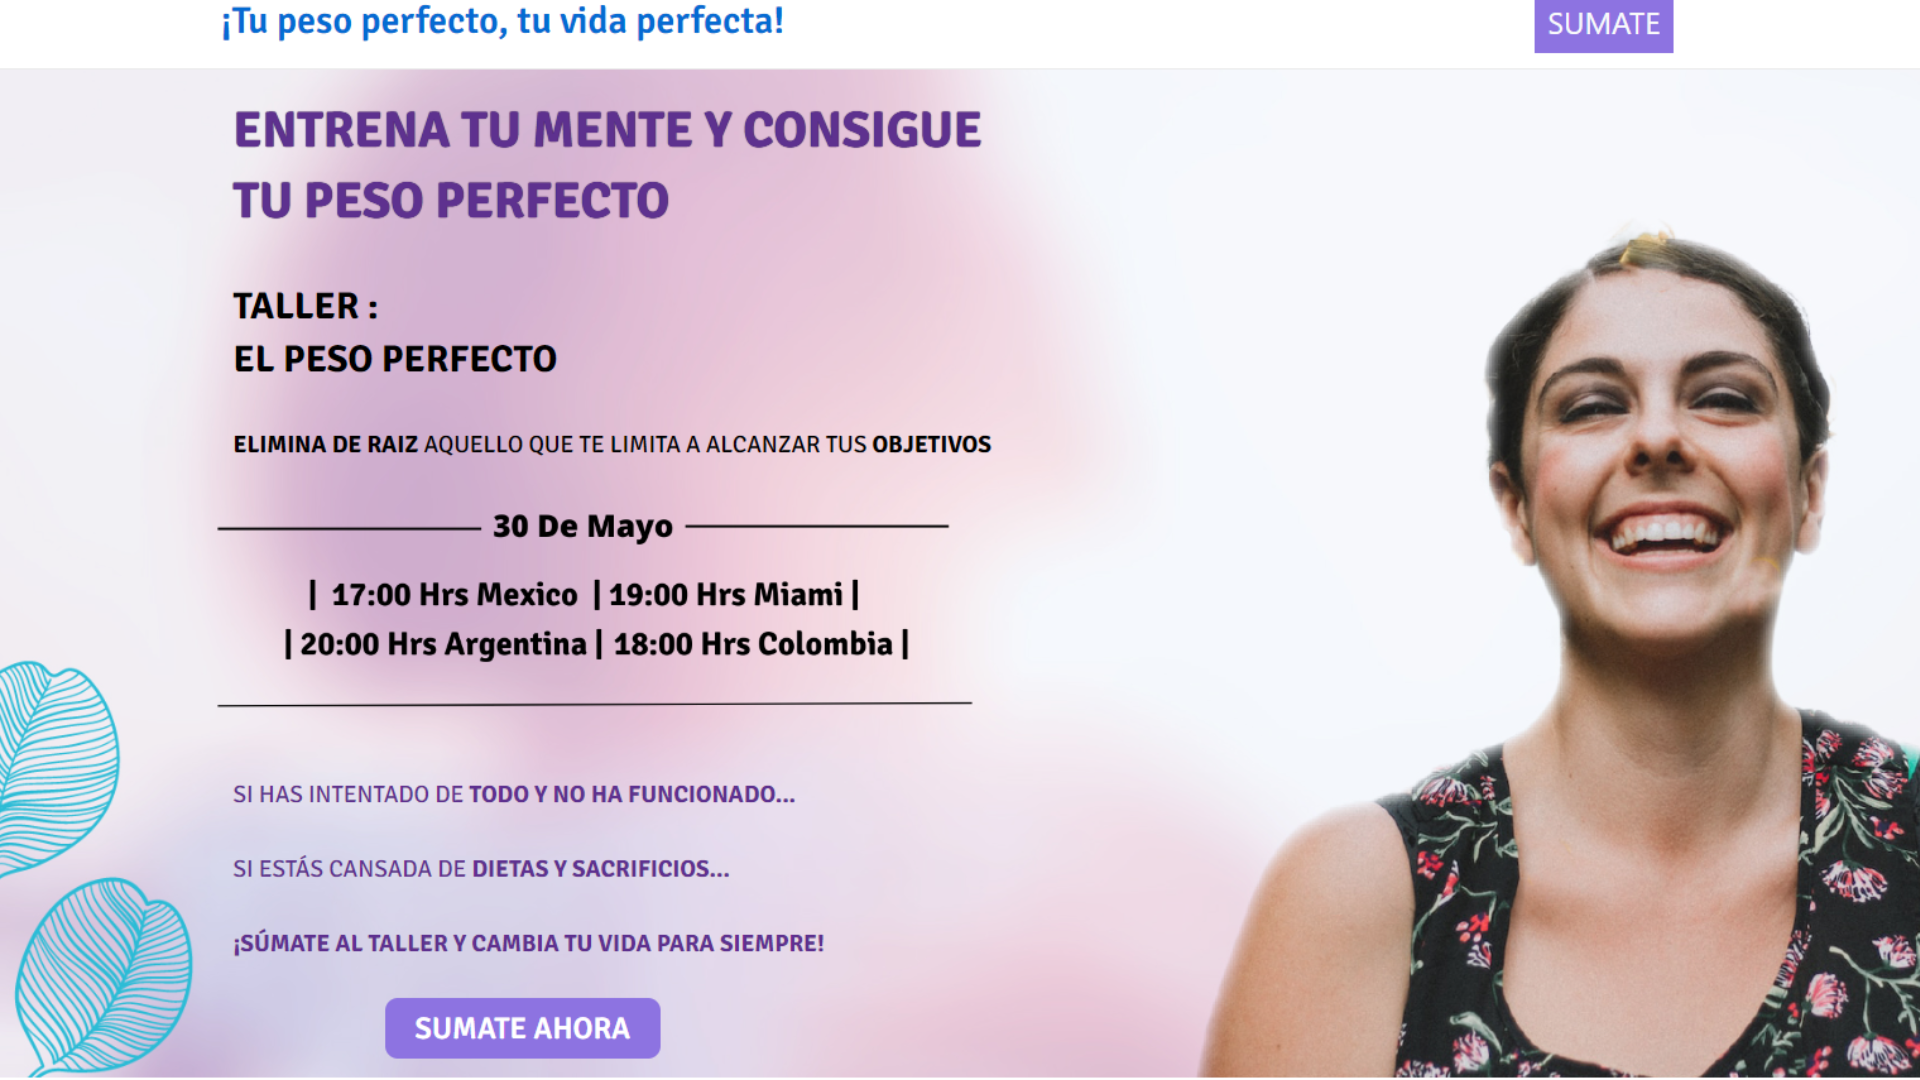 ¡Tu peso perfecto, tu vida perfecta!
SUMATE
ENTRENA TU MENTE Y CONSIGUE
TU PESO PERFECTO
TALLER :
EL PESO PERFECTO
ELIMINA DE RAIZ AQUELLO QUE TE LIMITA A ALCANZAR TUS OBJETIVOS
30 De Mayo
| 17:00 Hrs Mexico | 19:00 Hrs Miami |
| 20:00 Hrs Argentina | 18:00 Hrs Colombia |
SI HAS INTENTADO DE TODO Y NO HA FUNCIONADO...
SI ESTÁS CANSADA DE DIETAS Y SACRIFICIOS...
¡SÚMATE AL TALLER Y CAMBIA TU VIDA PARA SIEMPRE!
SUMATE AHORA